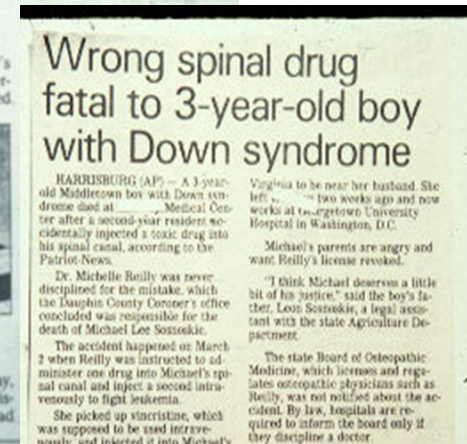 Wrong spinal drug
fatal to 3-year-old boy
with Down syndrome
HARRISBURG (AP) — A 3-year-
old Middletown boy with Down syn-
drome died at Medical Cen-
ter after a second-year resident ac-
cidentally injected a toxic drug into
his spinal canal, according to the
Patriot-News.
Dr. Michelle Reilly was never
disciplined for the mistake, which
the Dauphin County Coroner's office
concluded was responsible for the
death of Michael Lee Sosnoskie.
The accident happened on March
2 when Reilly was instructed to ad-
minister one drug into Michael's spi-
nal canal and inject a second intra-
venously to fight leukemia.
She picked up vincristine, which
was supposed to be used intrave-
nously, and injected it into Michael's
Virginia to be near her husband. She
left two weeks ago and now
works at Georgetown University
Hospital in Washington, D.C.
Michael's parents are angry and
want Reilly's license revoked.
"I think Michael deserves a little
bit of his justice," said the boy's fa-
ther, Leon Sosnoskie, a legal assis-
tant with the state Agriculture De-
partment.
The state Board of Osteopathic
Medicine, which licenses and regu-
lates osteopathic physicians such as
Reilly, was not notified about the ac-
cident. By law, hospitals are re-
quired to inform the board only if
they discipline a doctor.